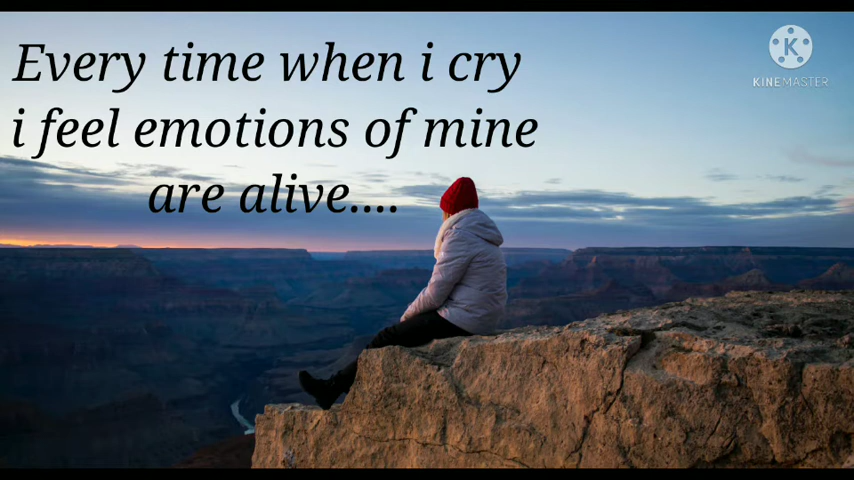 Every time when i cry
i feel emotions of mine
are alive....
K
KINEMASTER